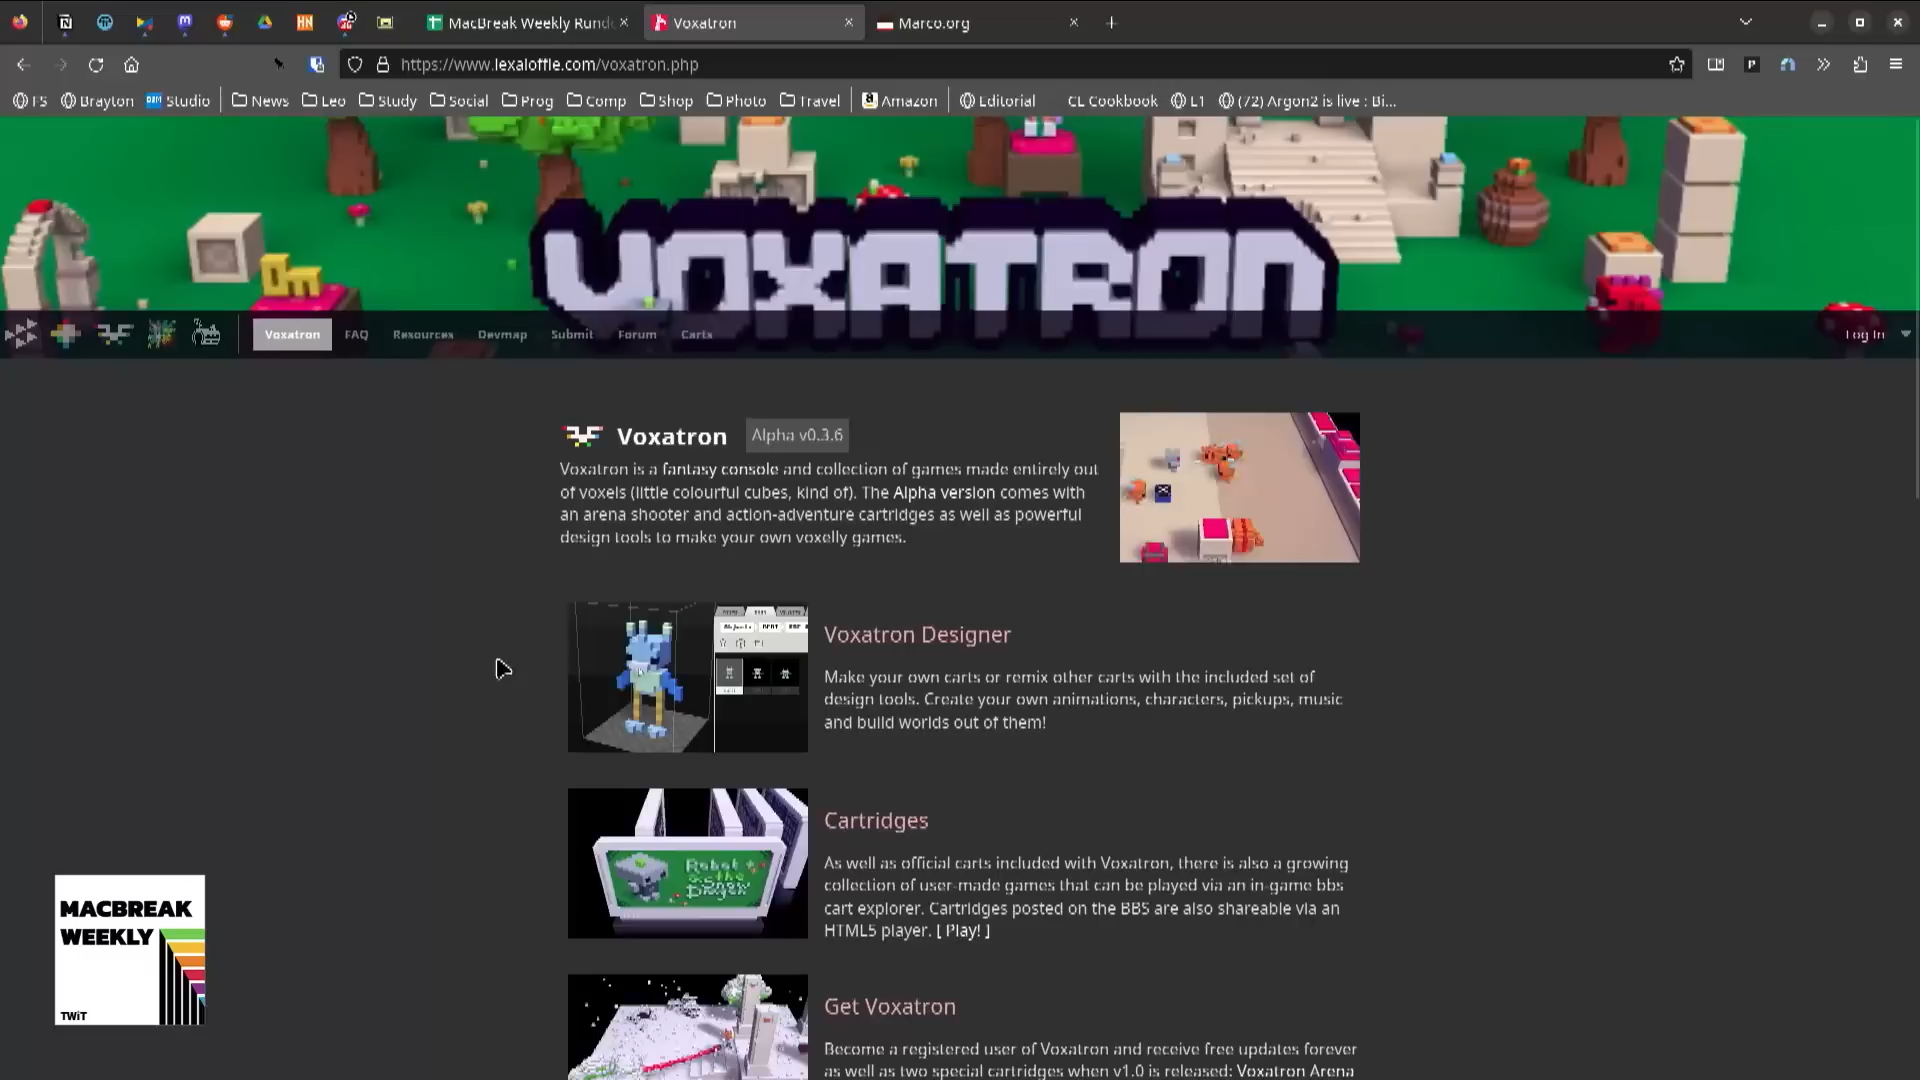 MacBreak Weekly Rund
Voxatron
Marco.org
https://www.lexaloffle.com/voxatron.php
FS Brayton Studio News Leo Study Social Prog Comp Shop Photo Travel Amazon Editorial CL Cookbook L1 (72) Argon2 is live : Bi...
VOXATRON
Voxatron FAQ Resources Devmap Submit Forum Carts Log In
Voxatron Alpha v0.3.6
Voxatron is a fantasy console and collection of games made entirely out
of voxels (little colourful cubes, kind of). The Alpha version comes with
an arena shooter and action-adventure cartridges as well as powerful
design tools to make your own voxelly games.
Voxatron Designer
Make your own carts or remix other carts with the included set of
design tools. Create your own animations, characters, pickups, music
and build worlds out of them!
Cartridges
As well as official carts included with Voxatron, there is also a growing
collection of user-made games that can be played via an in-game bbs
cart explorer. Cartridges posted on the BBS are also shareable via an
HTML5 player. [ Play! ]
Robot
& the
Snow
Dragon
Get Voxatron
Become a registered user of Voxatron and receive free updates forever
as well as two special cartridges when v1.0 is released: Voxatron Arena
MACBREAK
WEEKLY
TWiT